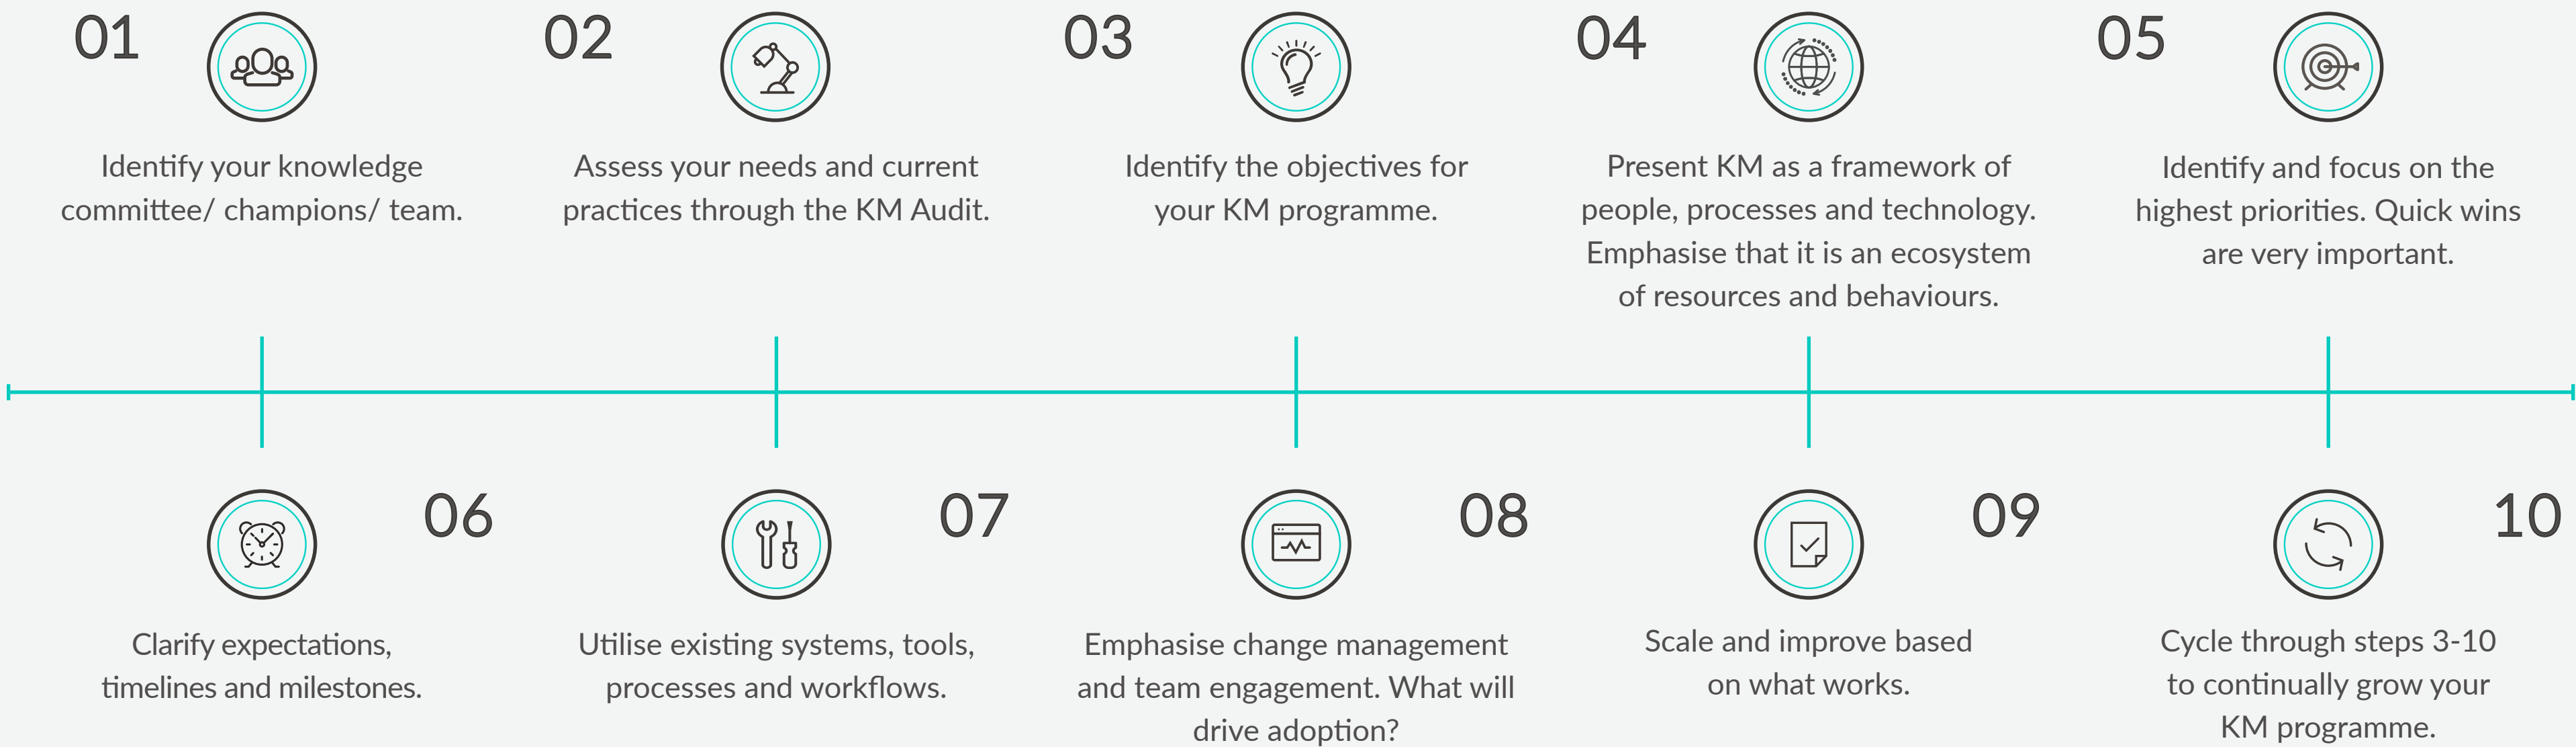 01
Identify your knowledge
committee/ champions/ team.
02
Assess your needs and current
practices through the KM Audit.
03
Identify the objectives for
your KM programme.
04
Present KM as a framework of
people, processes and technology.
Emphasise that it is an ecosystem
of resources and behaviours.
05
Identify and focus on the
highest priorities. Quick wins
are very important.
06
Clarify expectations,
timelines and milestones.
07
Utilise existing systems, tools,
processes and workflows.
08
Emphasise change management
and team engagement. What will
drive adoption?
09
Scale and improve based
on what works.
10
Cycle through steps 3-10
to continually grow your
KM programme.